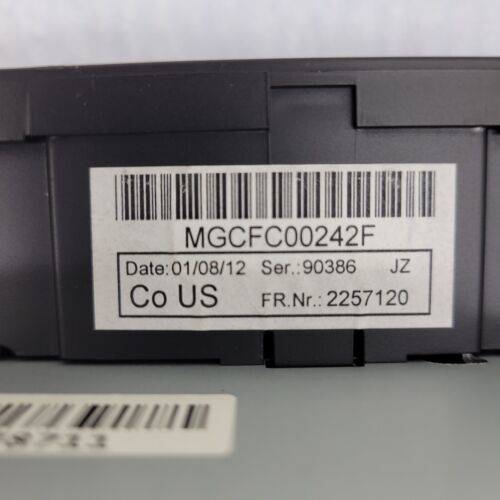 MGCFC00242F
Date:01/08/12 Ser.:90386 JZ
Co US FR.Nr.: 2257120